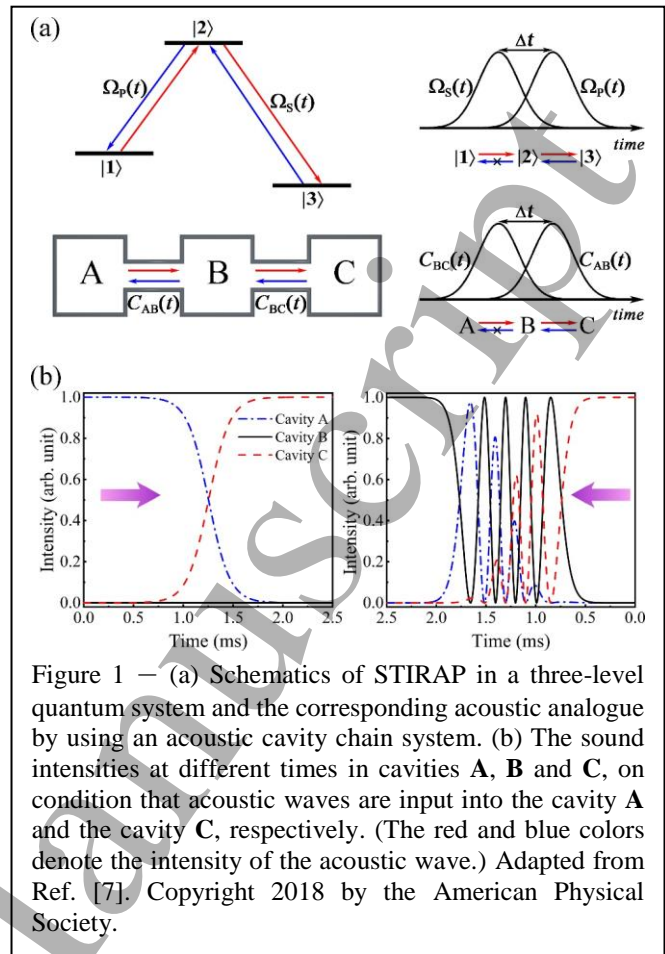 (a)
|2⟩
Ω_P(t)
Ω_S(t)
|1⟩
|3⟩
Δt
Ω_S(t)
Ω_P(t)
time
|1⟩ |2⟩ |3⟩
A B C
C_AB(t) C_BC(t)
Δt
C_BC(t)
C_AB(t)
time
A B C
(b)
Intensity (arb. unit)
1.0
0.8
0.6
0.4
0.2
0.0
Cavity A
Cavity B
Cavity C
0.0 0.5 1.0 1.5 2.0 2.5
Time (ms)
Intensity (arb. unit)
1.0
0.8
0.6
0.4
0.2
0.0
2.5 2.0 1.5 1.0 0.5 0.0
Time (ms)
Figure 1 – (a) Schematics of STIRAP in a three-level
quantum system and the corresponding acoustic analogue
by using an acoustic cavity chain system. (b) The sound
intensities at different times in cavities A, B and C, on
condition that acoustic waves are input into the cavity A
and the cavity C, respectively. (The red and blue colors
denote the intensity of the acoustic wave.) Adapted from
Ref. [7]. Copyright 2018 by the American Physical
Society.